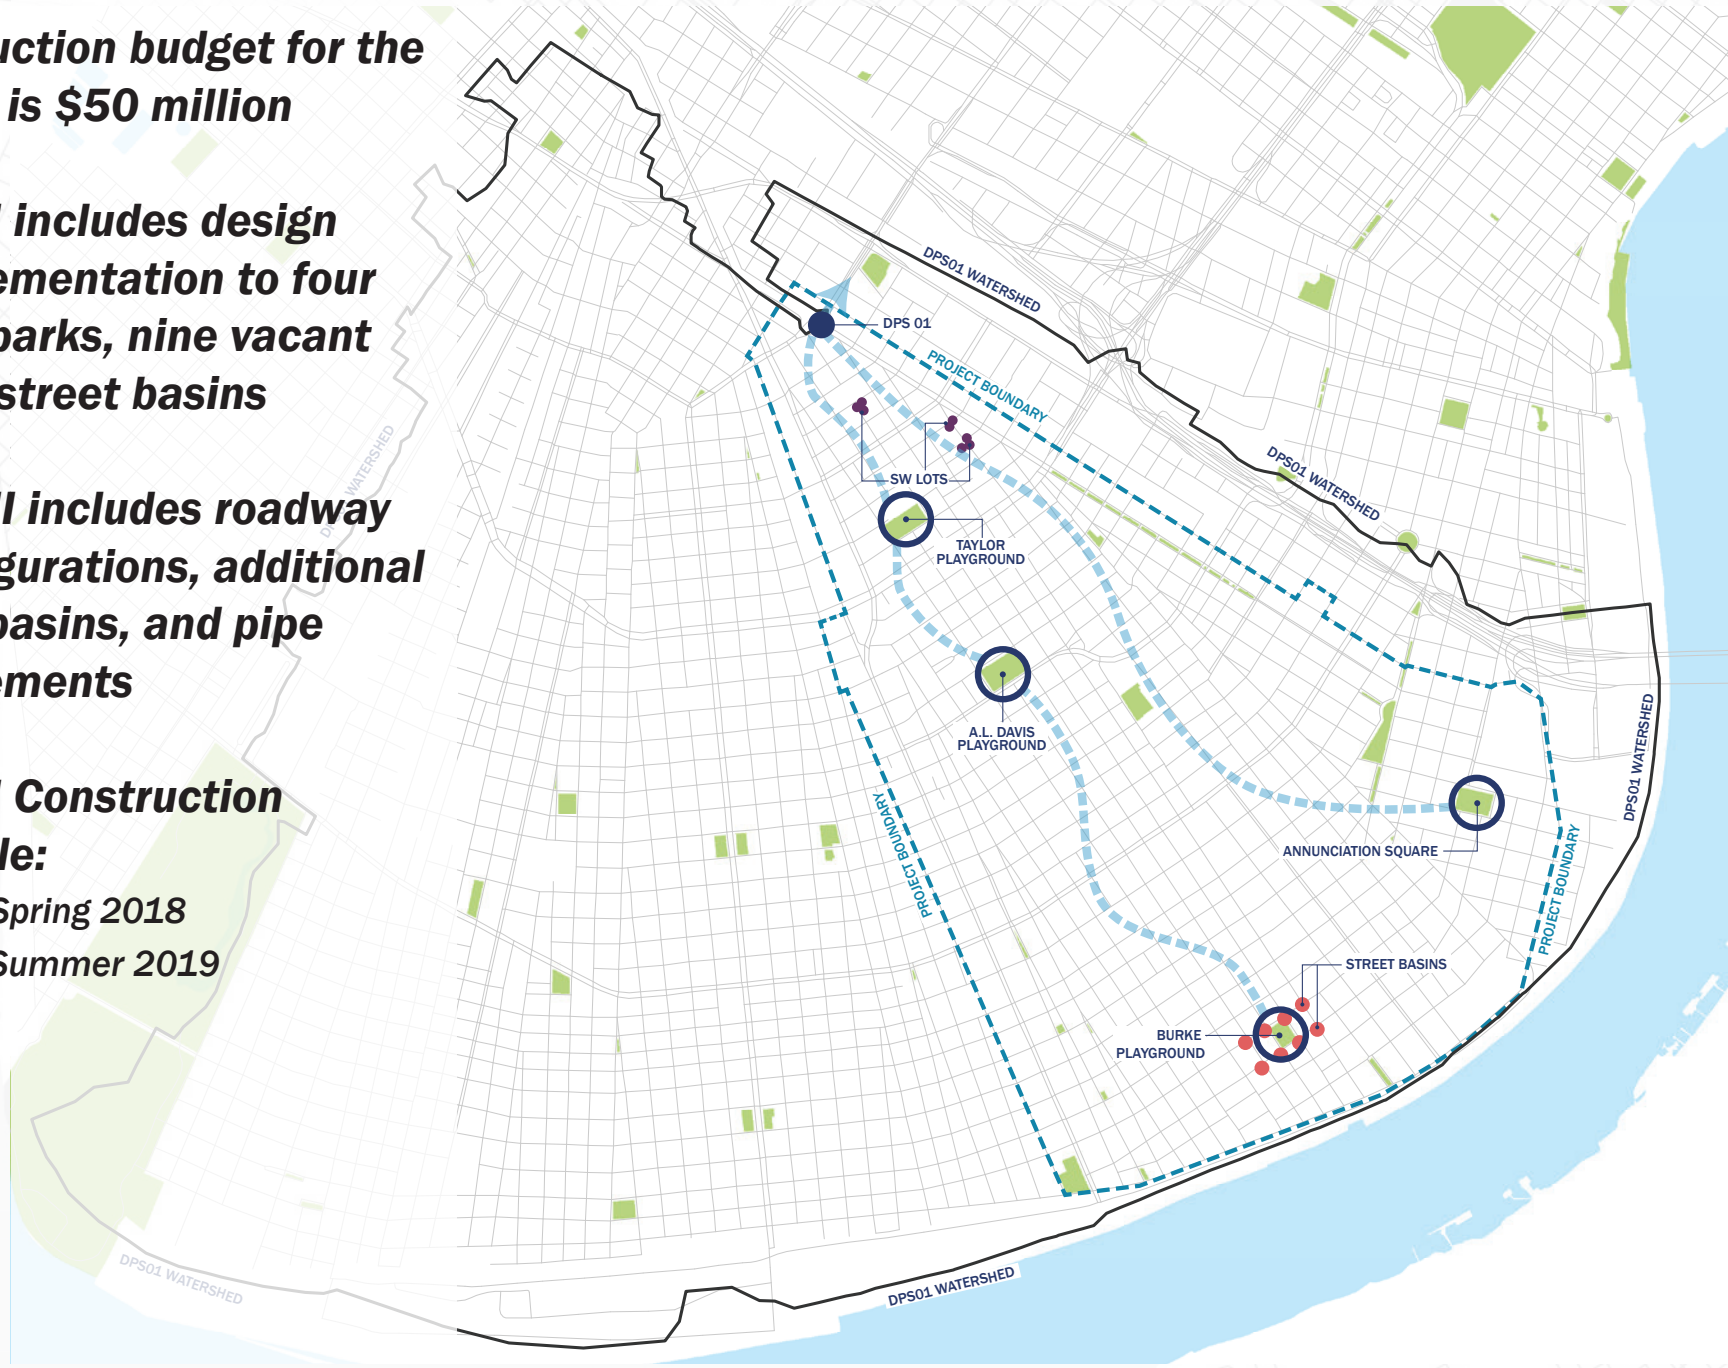 uction budget for the
is $50 million
includes design
ementation to four
parks, nine vacant
street basins
ll includes roadway
gurations, additional
basins, and pipe
ements
Construction
le:
Spring 2018
Summer 2019
DPS01 WATERSHED
DPS01 WATERSHED
DPS 01
PROJECT BOUNDARY
SW LOTS
DPS01 WATERSHED
TAYLOR
PLAYGROUND
A.L. DAVIS
PLAYGROUND
DPS01 WATERSHED
PROJECT BOUNDARY
ANNUNCIATION SQUARE
PROJECT BOUNDARY
STREET BASINS
BURKE
PLAYGROUND
DPS01 WATERSHED
DPS01 WATERSHED